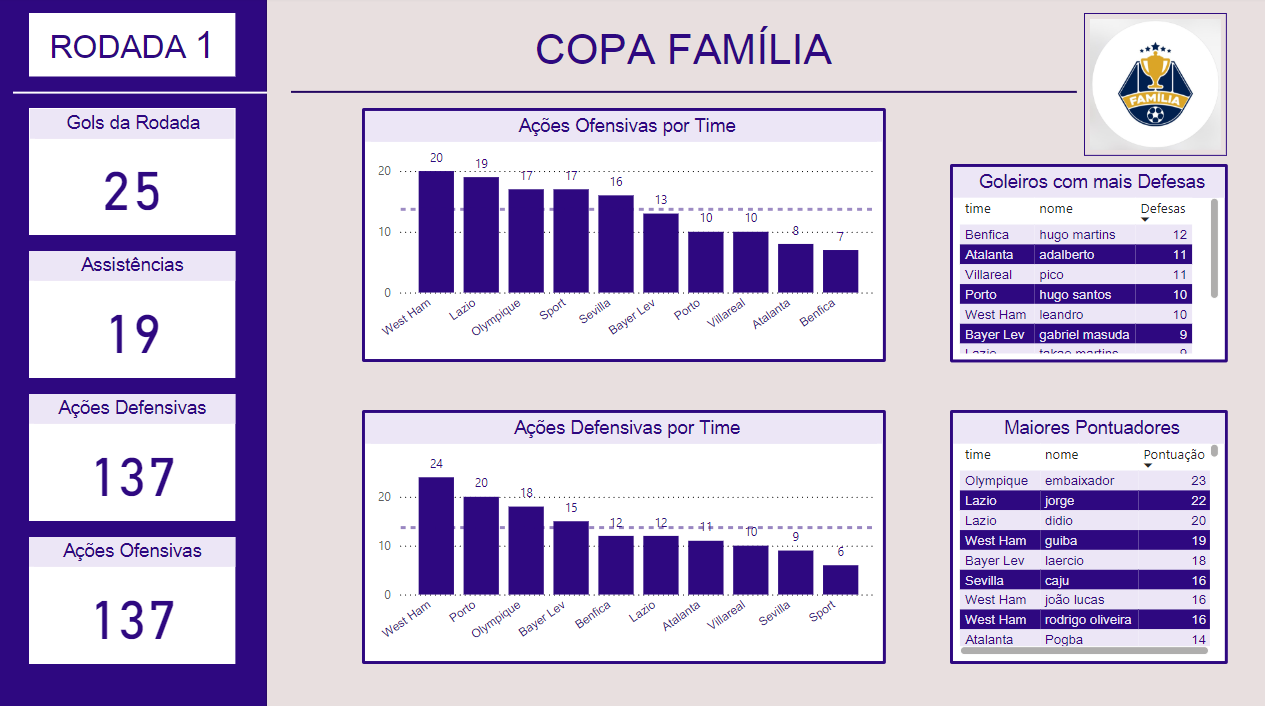 RODADA 1
COPA FAMÍLIA
FAMÍLIA
Gols da Rodada
25
Assistências
19
Ações Defensivas
137
Ações Ofensivas
137
Ações Ofensivas por Time
20 19 17 17 16 13 10 10 8 7
20
10
0
West Ham Lazio Olympique Sport Sevilla Bayer Lev Porto Villareal Atalanta Benfica
Ações Defensivas por Time
24 20 18 15 12 12 11 10 9 6
20
10
0
West Ham Porto Olympique Bayer Lev Benfica Lazio Atalanta Villareal Sevilla Sport
Goleiros com mais Defesas
time nome Defesas
Benfica hugo martins 12
Atalanta adalberto 11
Villareal pico 11
Porto hugo santos 10
West Ham leandro 10
Bayer Lev gabriel masuda 9
Lazio takao martins 9
Maiores Pontuadores
time nome Pontuação
Olympique embaixador 23
Lazio jorge 22
Lazio didio 20
West Ham guiba 19
Bayer Lev laercio 18
Sevilla caju 16
West Ham joão lucas 16
West Ham rodrigo oliveira 16
Atalanta Pogba 14